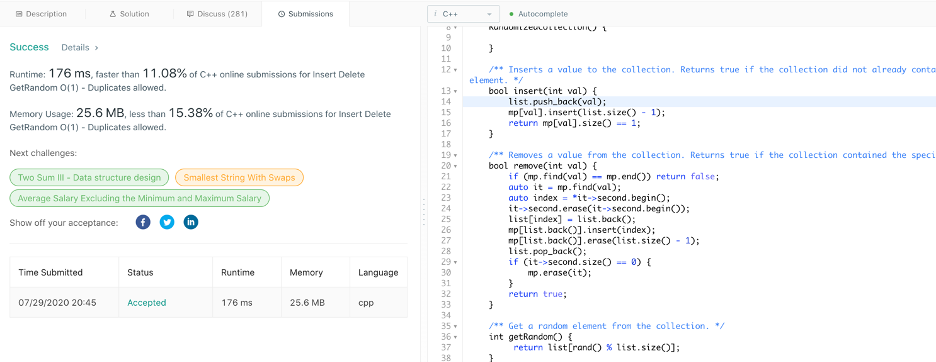 Description
Solution
Discuss (281)
Submissions
i C++
Autocomplete
Success Details >
Runtime: 176 ms, faster than 11.08% of C++ online submissions for Insert Delete
GetRandom O(1) - Duplicates allowed.
Memory Usage: 25.6 MB, less than 15.38% of C++ online submissions for Insert Delete
GetRandom O(1) - Duplicates allowed.
Next challenges:
Two Sum III - Data structure design
Smallest String With Swaps
Average Salary Excluding the Minimum and Maximum Salary
Show off your acceptance:
Time Submitted Status Runtime Memory Language
07/29/2020 20:45 Accepted 176 ms 25.6 MB cpp
8 RandomizedCollection() {
9
10 }
11
12 /** Inserts a value to the collection. Returns true if the collection did not already conta
element. */
13 bool insert(int val) {
14 list.push_back(val);
15 mp[val].insert(list.size() - 1);
16 return mp[val].size() == 1;
17 }
18
19 /** Removes a value from the collection. Returns true if the collection contained the speci
20 bool remove(int val) {
21 if (mp.find(val) == mp.end()) return false;
22 auto it = mp.find(val);
23 auto index = *it->second.begin();
24 it->second.erase(it->second.begin());
25 list[index] = list.back();
26 mp[list.back()].insert(index);
27 mp[list.back()].erase(list.size() - 1);
28 list.pop_back();
29 if (it->second.size() == 0) {
30 mp.erase(it);
31 }
32 return true;
33 }
34
35 /** Get a random element from the collection. */
36 int getRandom() {
37 return list[rand() % list.size()];
38 }